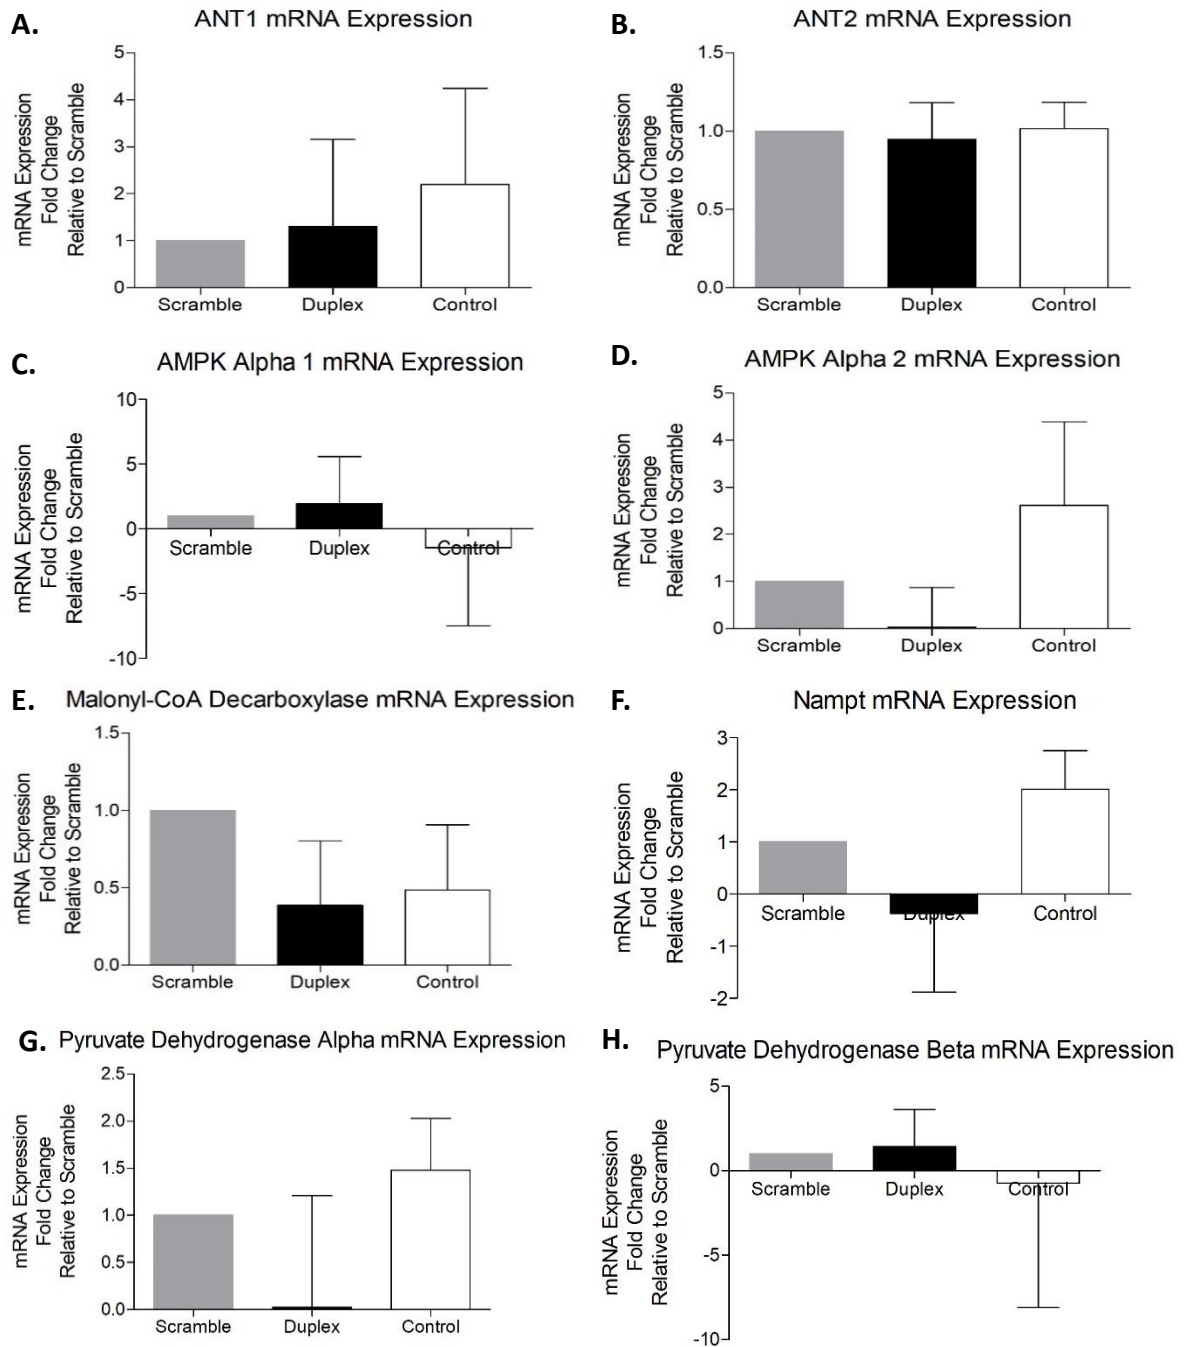 A.
ANT1 mRNA Expression
mRNA Expression
Fold Change
Relative to Scramble
5
4
3
2
1
0
Scramble Duplex Control
B.
ANT2 mRNA Expression
mRNA Expression
Fold Change
Relative to Scramble
1.5
1.0
0.5
0.0
Scramble Duplex Control
C.
AMPK Alpha 1 mRNA Expression
mRNA Expression
Fold Change
Relative to Scramble
10
5
0
-5
-10
Scramble Duplex Control
D.
AMPK Alpha 2 mRNA Expression
mRNA Expression
Fold Change
Relative to Scramble
5
4
3
2
1
0
Scramble Duplex Control
E.
Malonyl-CoA Decarboxylase mRNA Expression
mRNA Expression
Fold Change
Relative to Scramble
1.5
1.0
0.5
0.0
Scramble Duplex Control
F.
Nampt mRNA Expression
mRNA Expression
Fold Change
Relative to Scramble
3
2
1
0
-1
-2
Scramble Duplex Control
G.
Pyruvate Dehydrogenase Alpha mRNA Expression
mRNA Expression
Fold Change
Relative to Scramble
2.5
2.0
1.5
1.0
0.5
0.0
Scramble Duplex Control
H.
Pyruvate Dehydrogenase Beta mRNA Expression
mRNA Expression
Fold Change
Relative to Scramble
5
0
-5
-10
Scramble Duplex Control